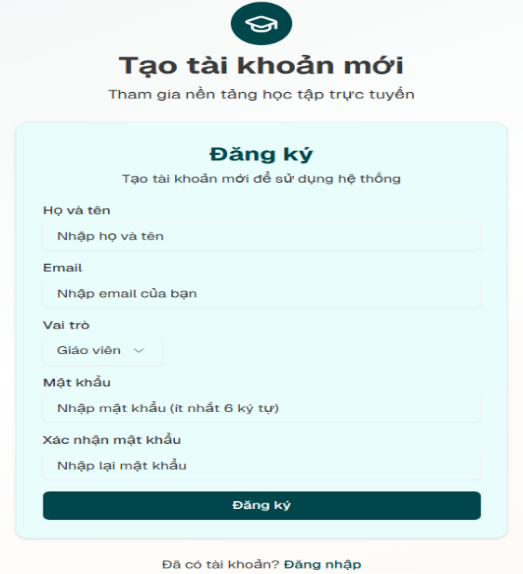 Tạo tài khoản mới
Tham gia nền tảng học tập trực tuyến
Đăng ký
Tạo tài khoản mới để sử dụng hệ thống
Họ và tên
Nhập họ và tên
Email
Nhập email của bạn
Vai trò
Giáo viên
Mật khẩu
Nhập mật khẩu (ít nhất 6 ký tự)
Xác nhận mật khẩu
Nhập lại mật khẩu
Đăng ký
Đã có tài khoản? Đăng nhập